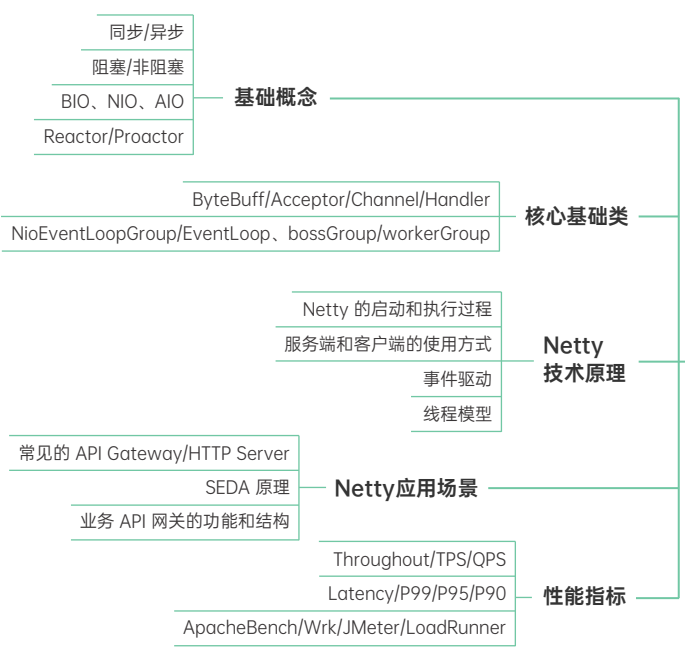 同步/异步
阻塞/非阻塞
BIO、NIO、AIO
Reactor/Proactor
基础概念
ByteBuff/Acceptor/Channel/Handler
NioEventLoopGroup/EventLoop、bossGroup/workerGroup
核心基础类
Netty 的启动和执行过程
服务端和客户端的使用方式
事件驱动
线程模型
Netty
技术原理
常见的 API Gateway/HTTP Server
SEDA 原理
业务 API 网关的功能和结构
Netty应用场景
Throughout/TPS/QPS
Latency/P99/P95/P90
ApacheBench/Wrk/JMeter/LoadRunner
性能指标